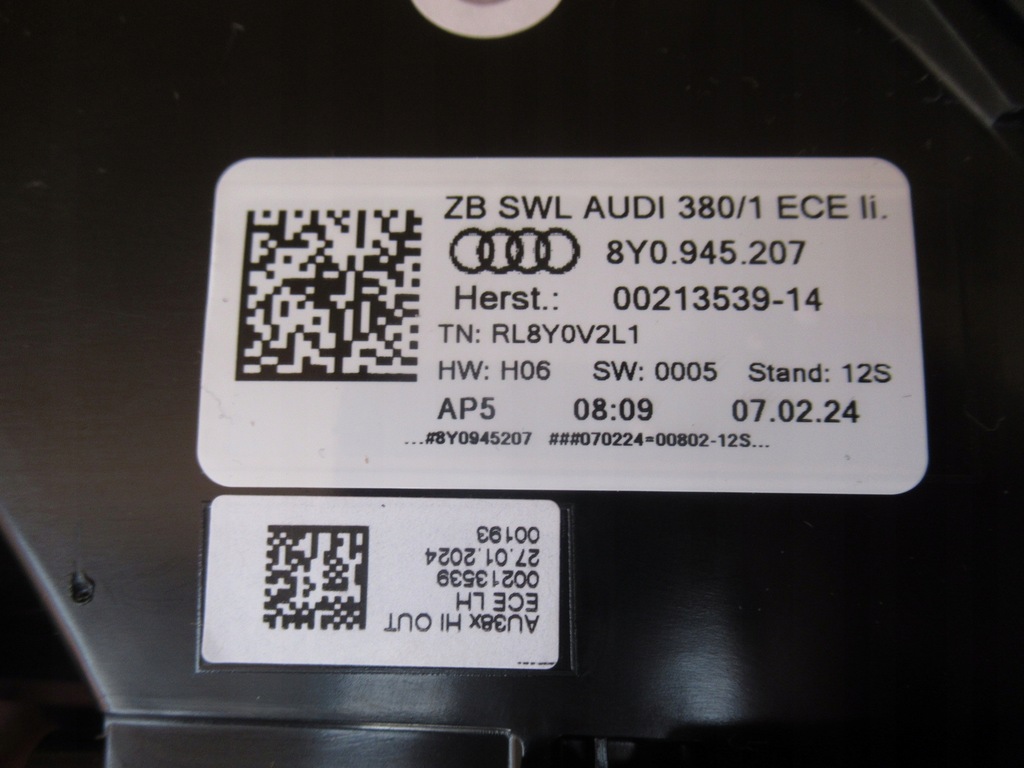 ZB SWL AUDI 380/1 ECE li.
8Y0.945.207
Herst.: 00213539-14
TN: RL8Y0V2L1
HW: H06 SW: 0005 Stand: 12S
AP5 08:09 07.02.24
...#8Y0945207 ###070224=00802-12S...
AU38x HI OUT
ECE LH
00213539
27.01.2024
00193